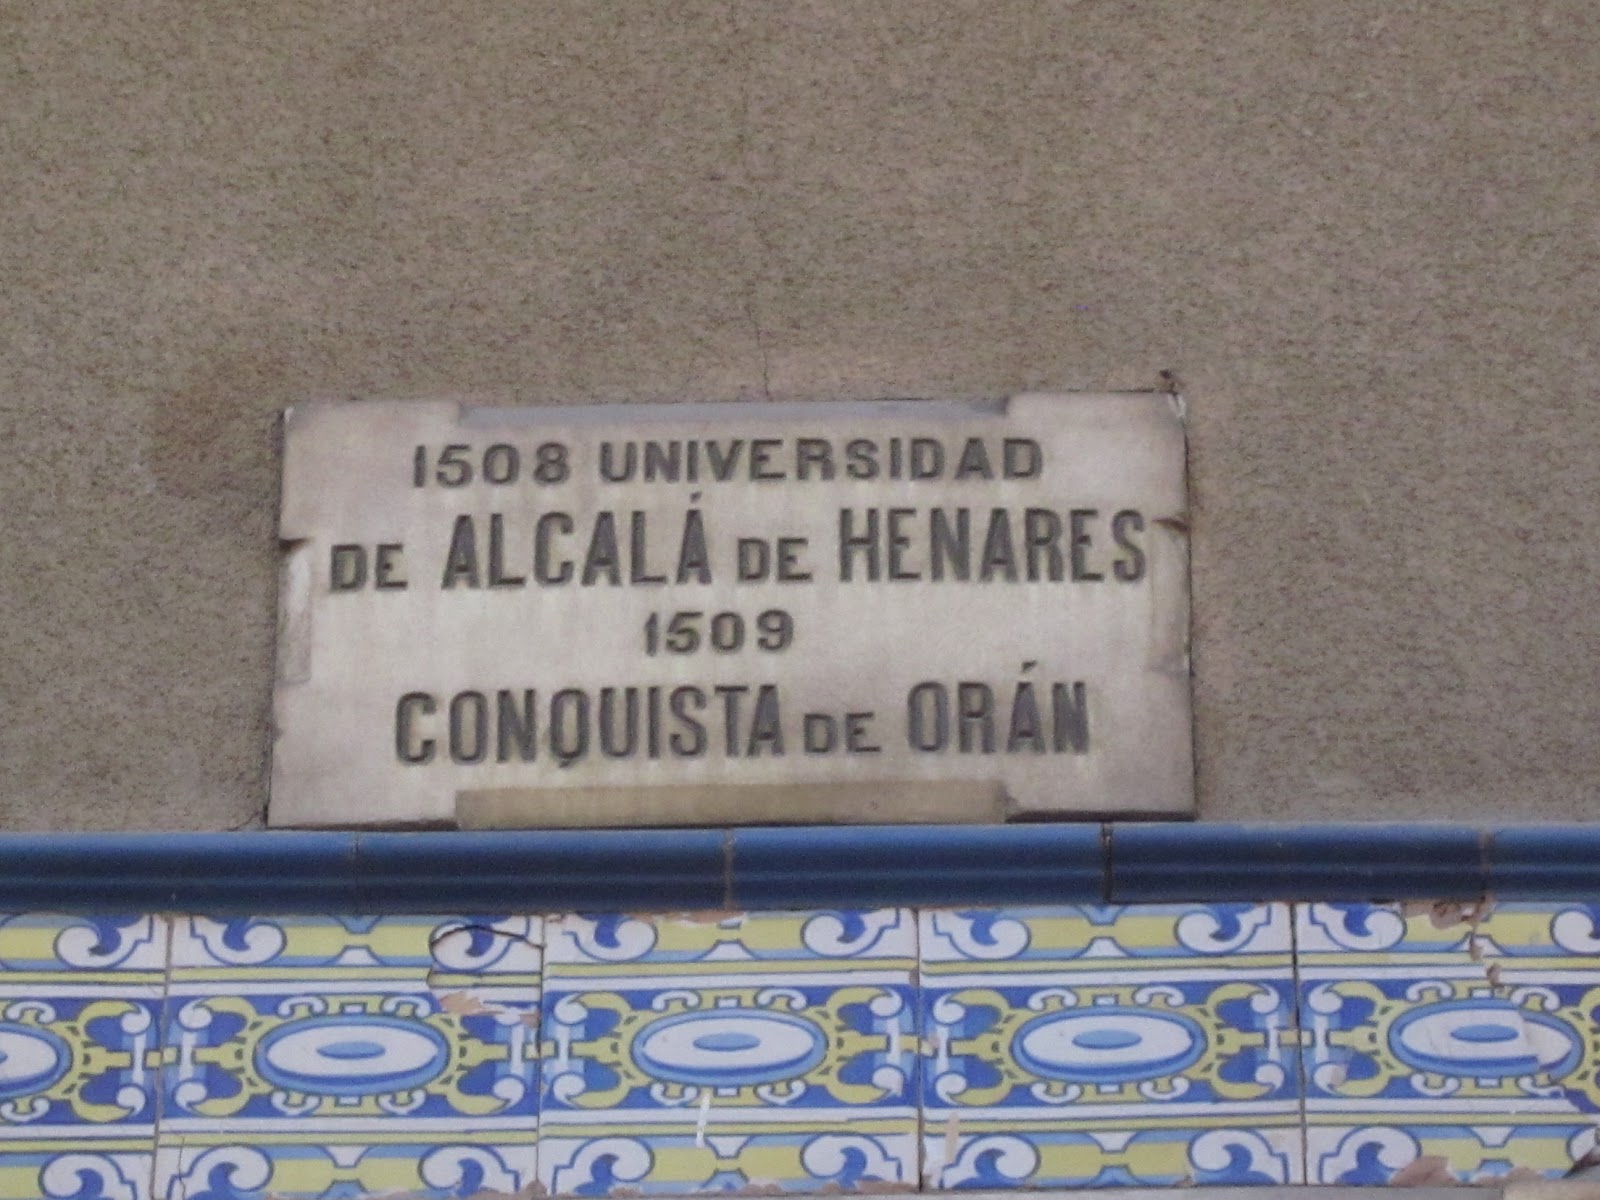 1508 UNIVERSIDAD
DE ALCALÁ DE HENARES
1509
CONQUISTA DE ORÁN